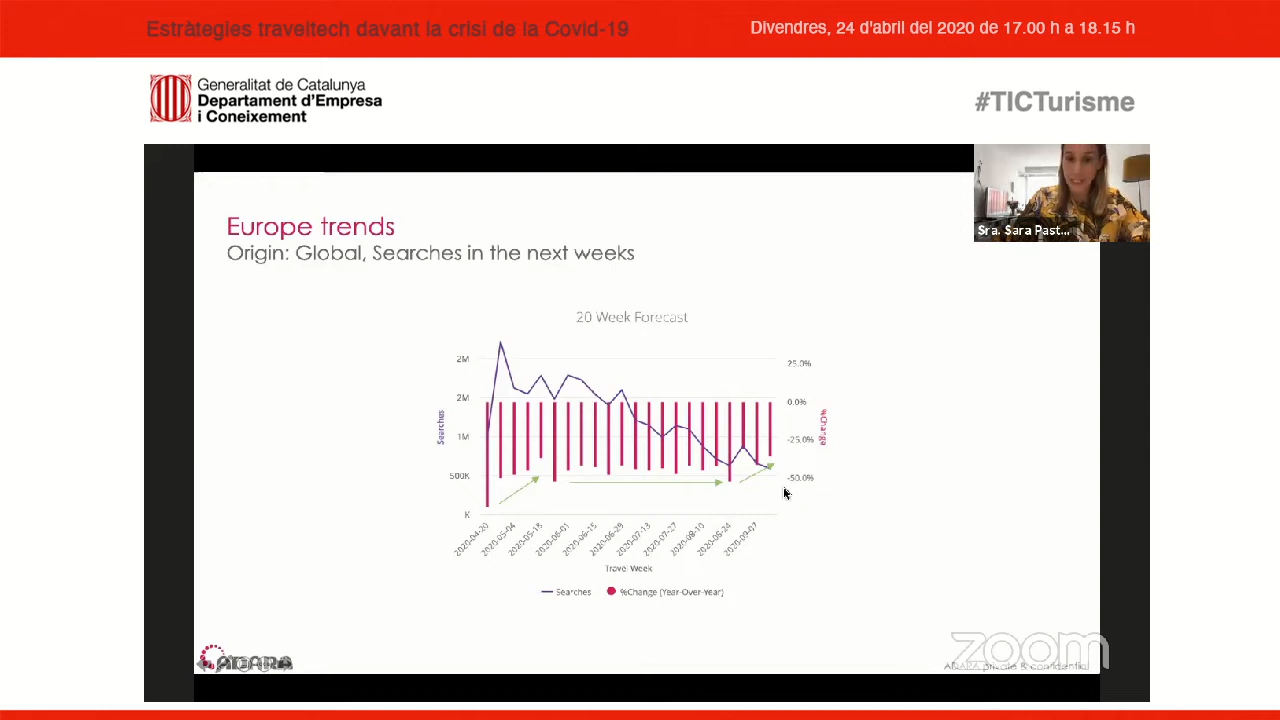 Estràtegies traveltech davant la crisi de la Covid-19
Divendres, 24 d'abril del 2020 de 17.00 h a 18.15 h
Generalitat de Catalunya
Departament d'Empresa
i Coneixement
#TICTurisme
Sra. Sara Past...
Europe trends
Origin: Global, Searches in the next weeks
20 Week Forecast
2M
2M
1M
500K
K
Searches
25.0%
0.0%
-25.0%
-50.0%
%Change
2020-04-20
2020-05-04
2020-05-18
2020-06-01
2020-06-15
2020-06-29
2020-07-13
2020-07-27
2020-08-10
2020-08-24
2020-09-07
Travel Week
Searches
%Change (Year-Over-Year)
ADARA
ADARA private & confidential
zoom